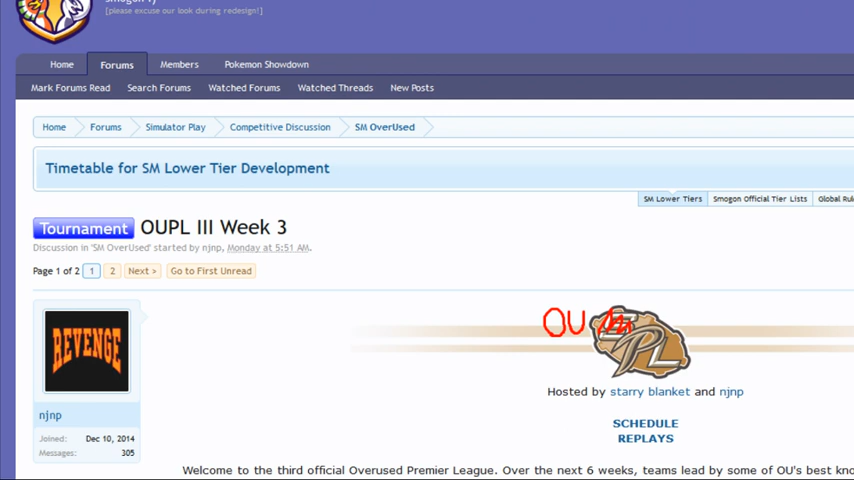 [please excuse our look during redesign!]
Home Forums Members Pokemon Showdown
Mark Forums Read Search Forums Watched Forums Watched Threads New Posts
Home Forums Simulator Play Competitive Discussion SM OverUsed
Timetable for SM Lower Tier Development
SM Lower Tiers Smogon Official Tier Lists Global
Tournament OUPL III Week 3
Discussion in 'SM OverUsed' started by njnp, Monday at 5:51 AM.
Page 1 of 2 1 2 Next > Go to First Unread
REVENGE
OU
PL
Hosted by starry blanket and njnp
njnp
SCHEDULE
Joined: Dec 10, 2014
REPLAYS
Messages: 305
Welcome to the third official Overused Premier League. Over the next 6 weeks, teams lead by some of OU's best